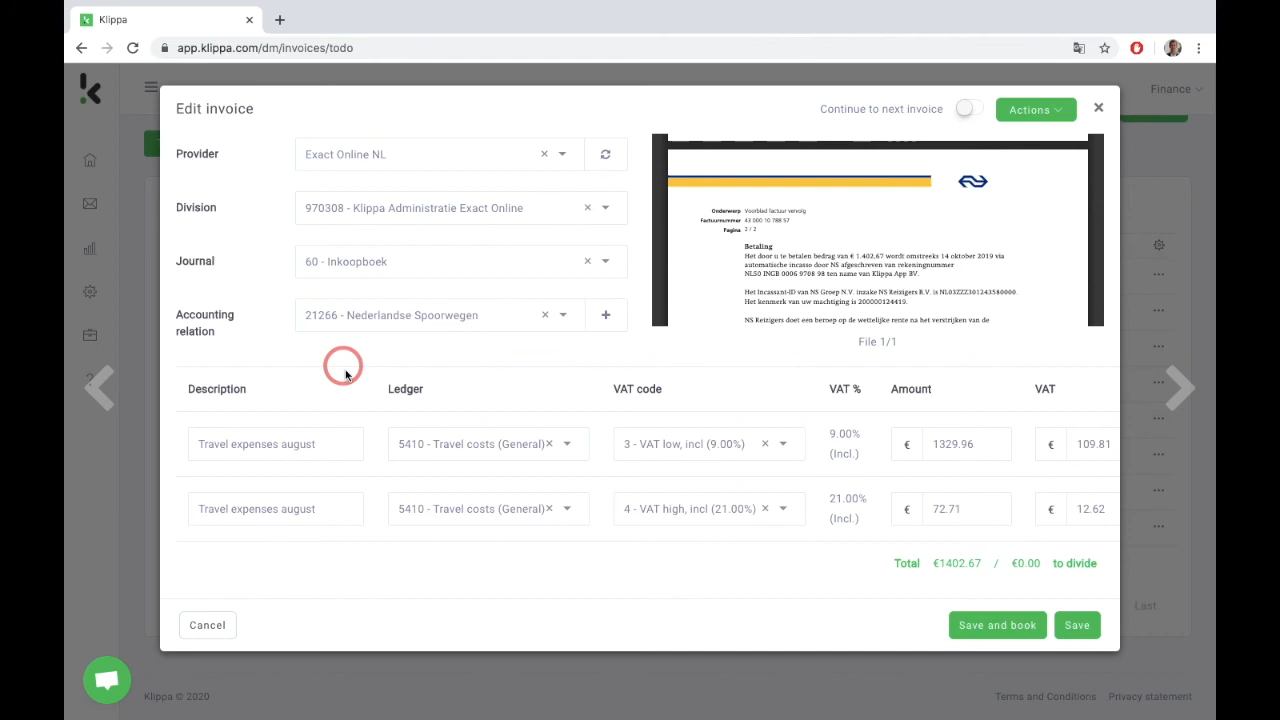 Klippa
app.klippa.com/dm/invoices/todo
Finance
Edit invoice
Continue to next invoice
Actions
Provider
Exact Online NL
Division
970308 - Klippa Administratie Exact Online
Journal
60 - Inkoopboek
Accounting
relation
21266 - Nederlandse Spoorwegen
Onderwerp Voorblad factuur vervolg
Factuurnummer 43 000 10 788 57
Pagina 2 / 2
Betaling
Het door u te betalen bedrag van € 1.402,67 wordt omstreeks 14 oktober 2019 via
automatische incasso door NS afgeschreven van rekeningnummer
NL50 INGB 0006 9708 98 ten name van Klippa App BV.
Het Incassant-ID van NS Groep N.V. inzake NS Reizigers B.V. is NL03ZZZ301243580000.
Het kenmerk van uw machtiging is 200000124419.
NS Reizigers doet een beroep op de wettelijke rente na het verstrijken van de
File 1/1
Description Ledger VAT code VAT % Amount VAT
Travel expenses august 5410 - Travel costs (General) 3 - VAT low, incl (9.00%) 9.00% (Incl.) € 1329.96 € 109.81
Travel expenses august 5410 - Travel costs (General) 4 - VAT high, incl (21.00%) 21.00% (Incl.) € 72.71 € 12.62
Total €1402.67 / €0.00 to divide
Last
Cancel
Save and book
Save
Klippa © 2020
Terms and Conditions
Privacy statement